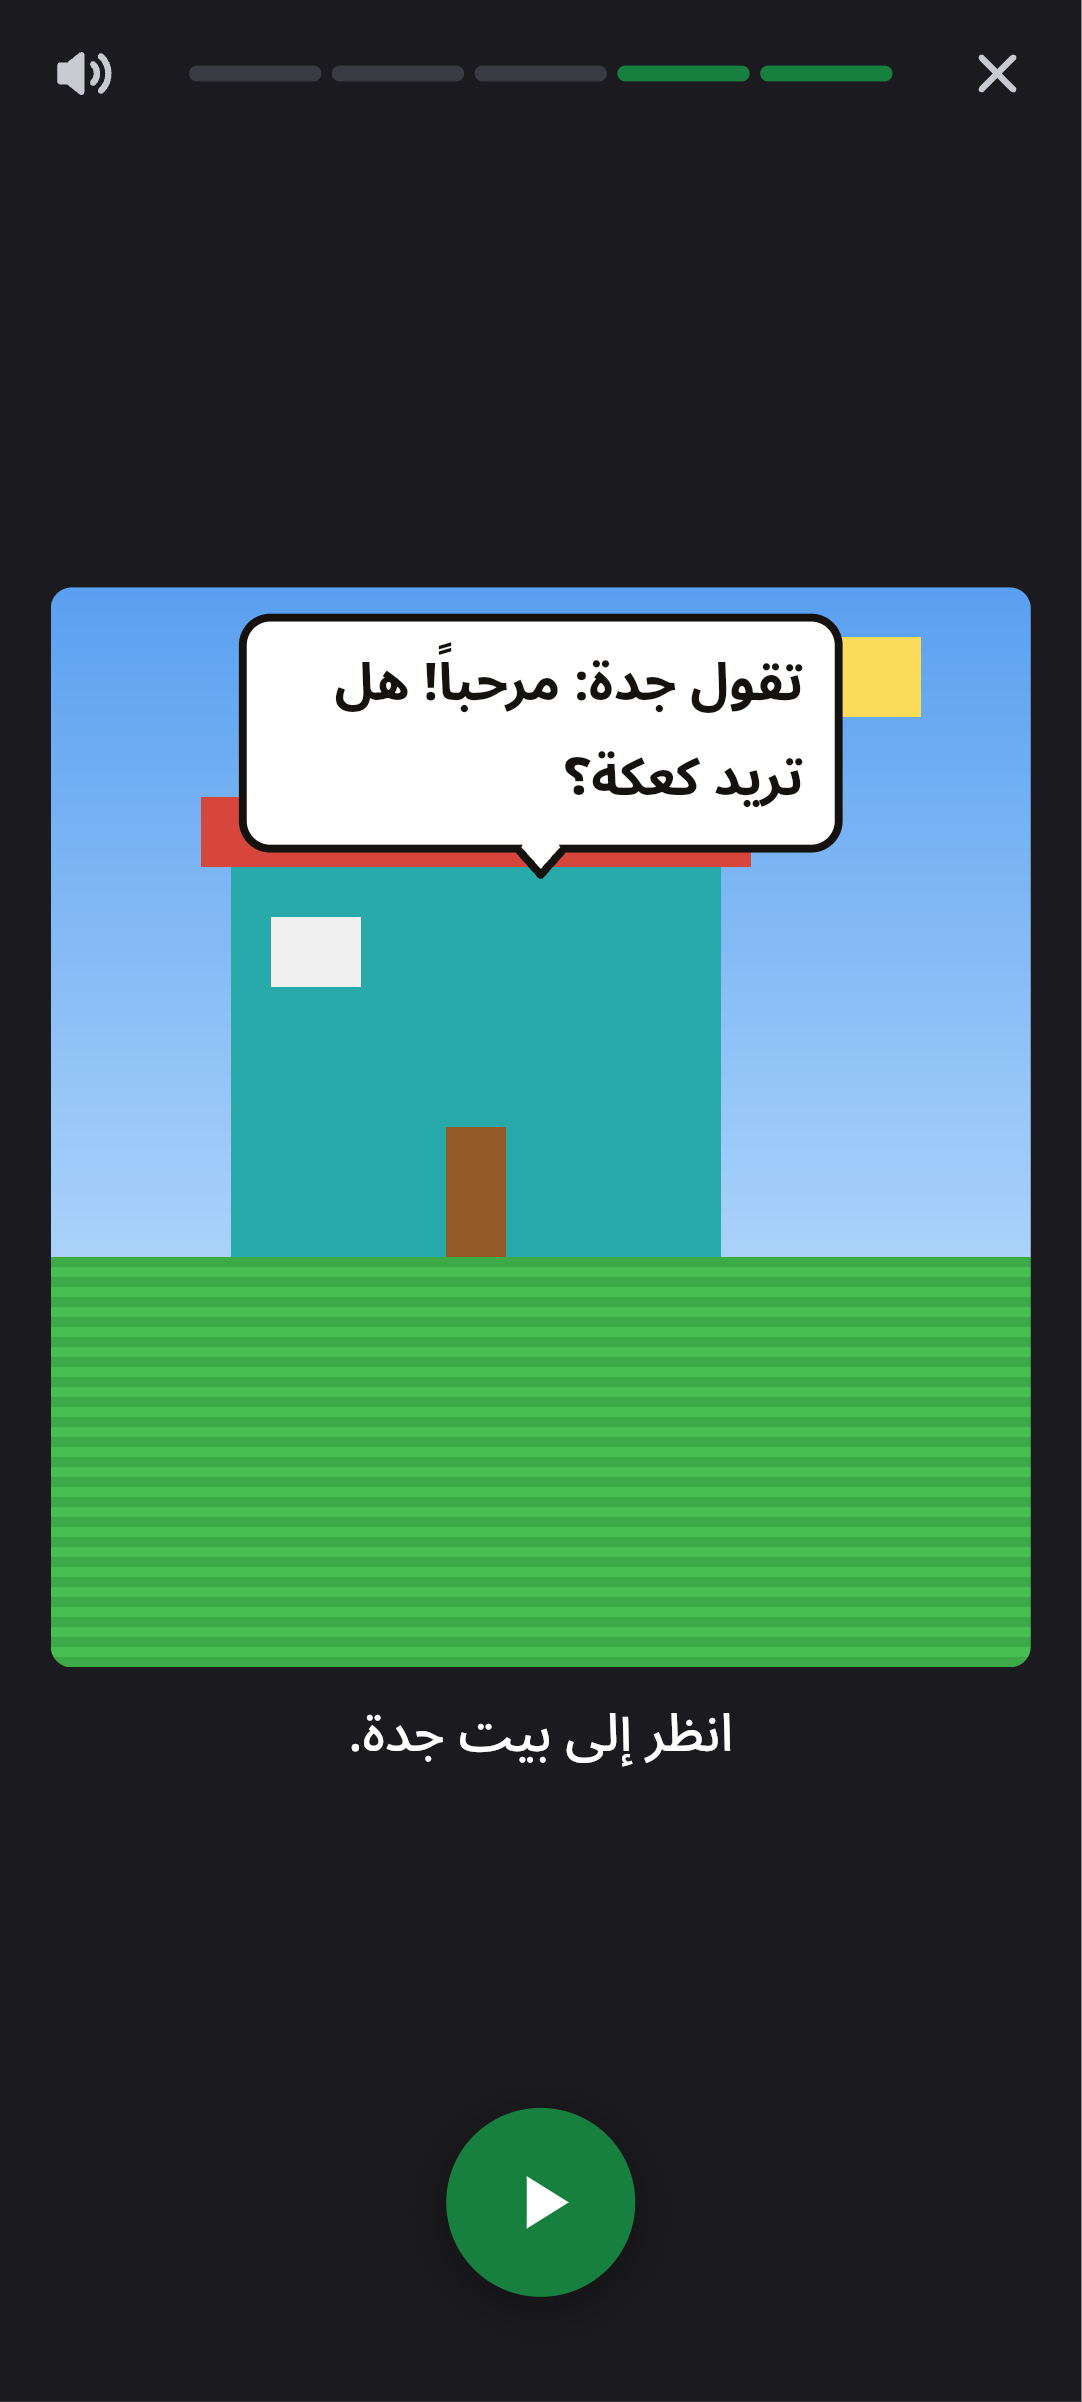 تقول جدة: مرحباً! هل
تريد كعكة؟
انظر إلى بيت جدة.